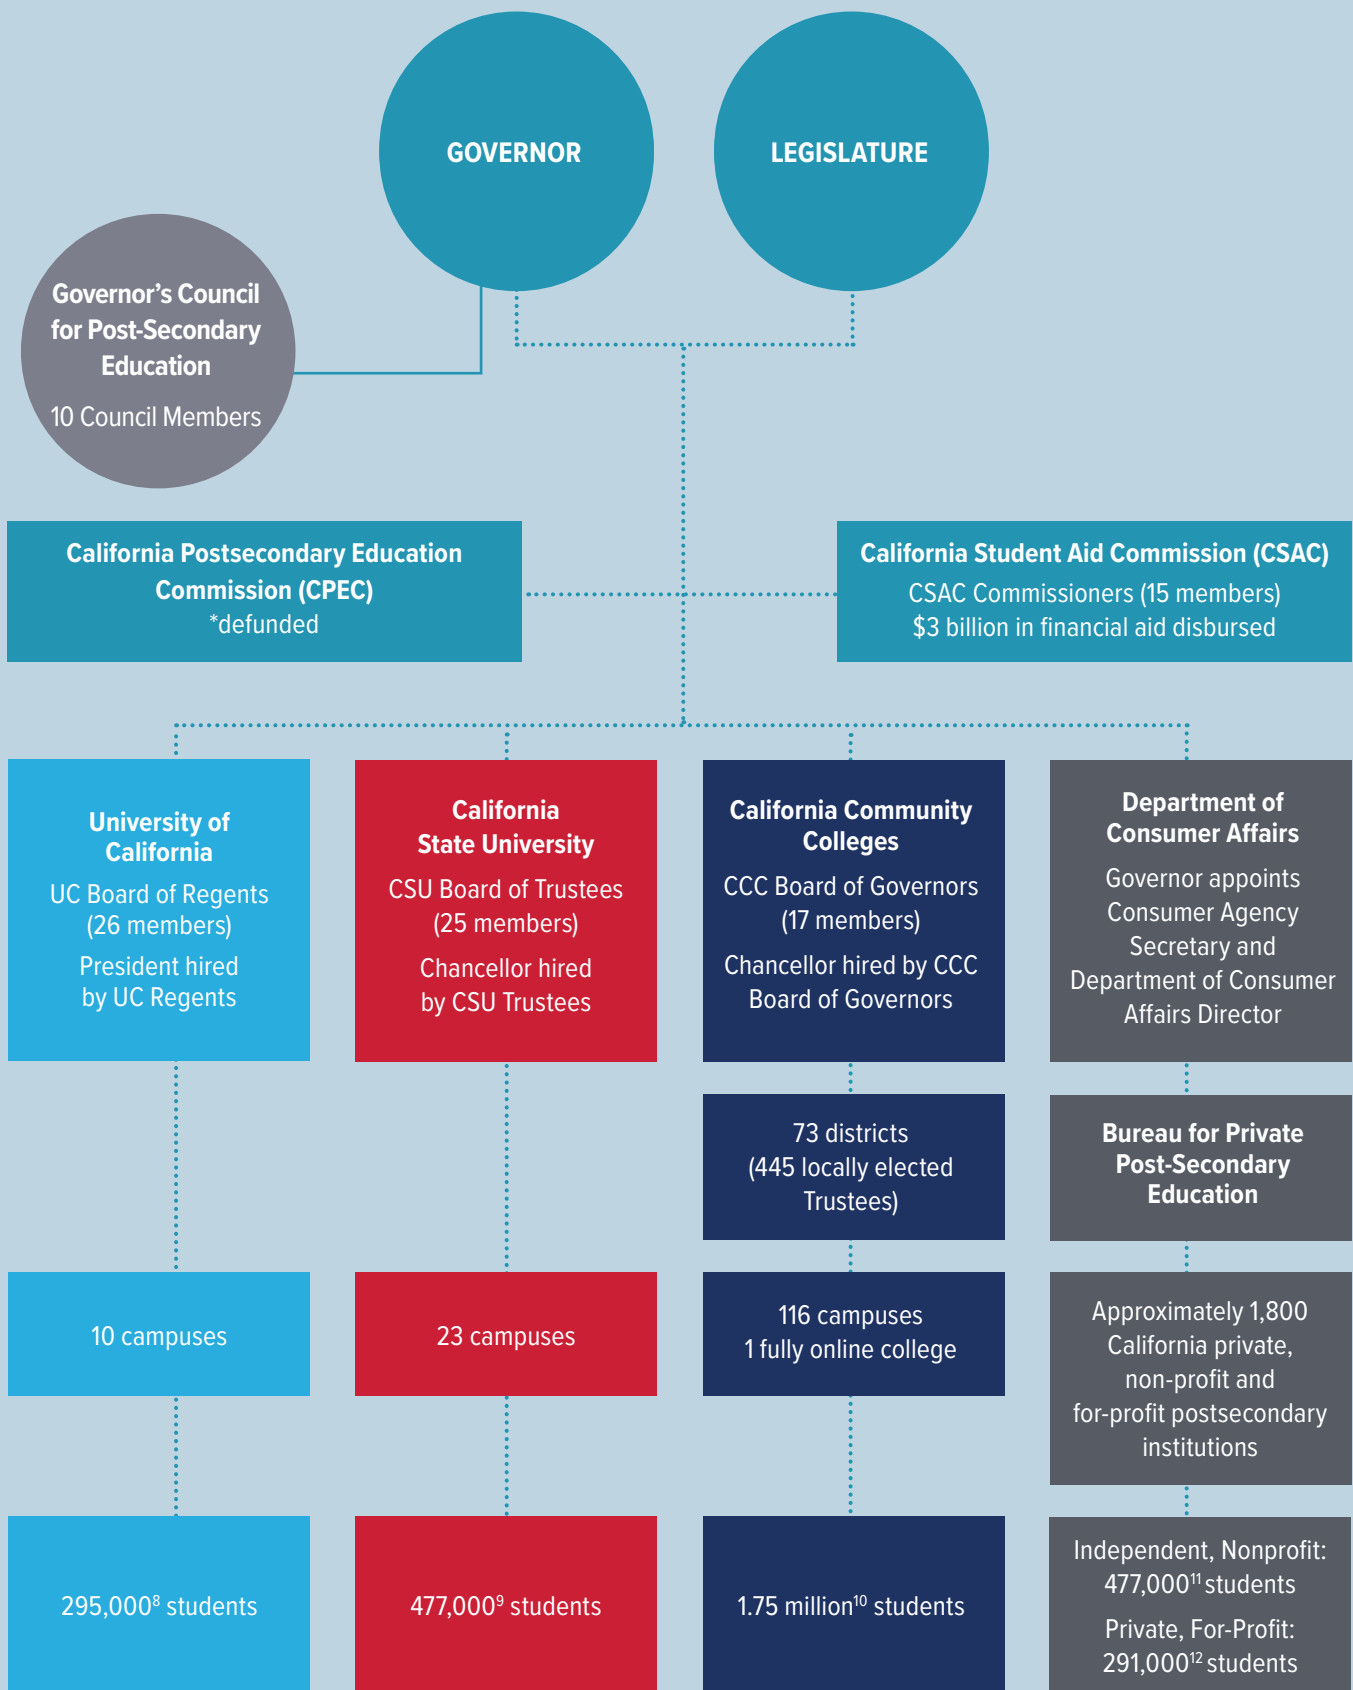 GOVERNOR
LEGISLATURE
Governor’s Council
for Post-Secondary
Education
10 Council Members
California Postsecondary Education
Commission (CPEC)
*defunded
California Student Aid Commission (CSAC)
CSAC Commissioners (15 members)
$3 billion in financial aid disbursed
University of
California
UC Board of Regents
(26 members)
President hired
by UC Regents
California
State University
CSU Board of Trustees
(25 members)
Chancellor hired
by CSU Trustees
California Community
Colleges
CCC Board of Governors
(17 members)
Chancellor hired by CCC
Board of Governors
Department of
Consumer Affairs
Governor appoints
Consumer Agency
Secretary and
Department of Consumer
Affairs Director
73 districts
(445 locally elected
Trustees)
Bureau for Private
Post-Secondary
Education
10 campuses
23 campuses
116 campuses
1 fully online college
Approximately 1,800
California private,
non-profit and
for-profit postsecondary
institutions
295,000⁸ students
477,000⁹ students
1.75 million¹⁰ students
Independent, Nonprofit:
477,000¹¹ students
Private, For-Profit:
291,000¹² students